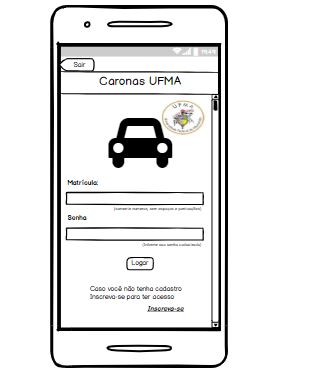 Sair
Caronas UFMA
UFMA
Matrícula:
(somente numeros, sem espaços e pontuações)
Senha
(Informe sua senha cadastrada)
Logar
Caso você não tenha cadastro
Inscreva-se para ter acesso
Inscreva-se